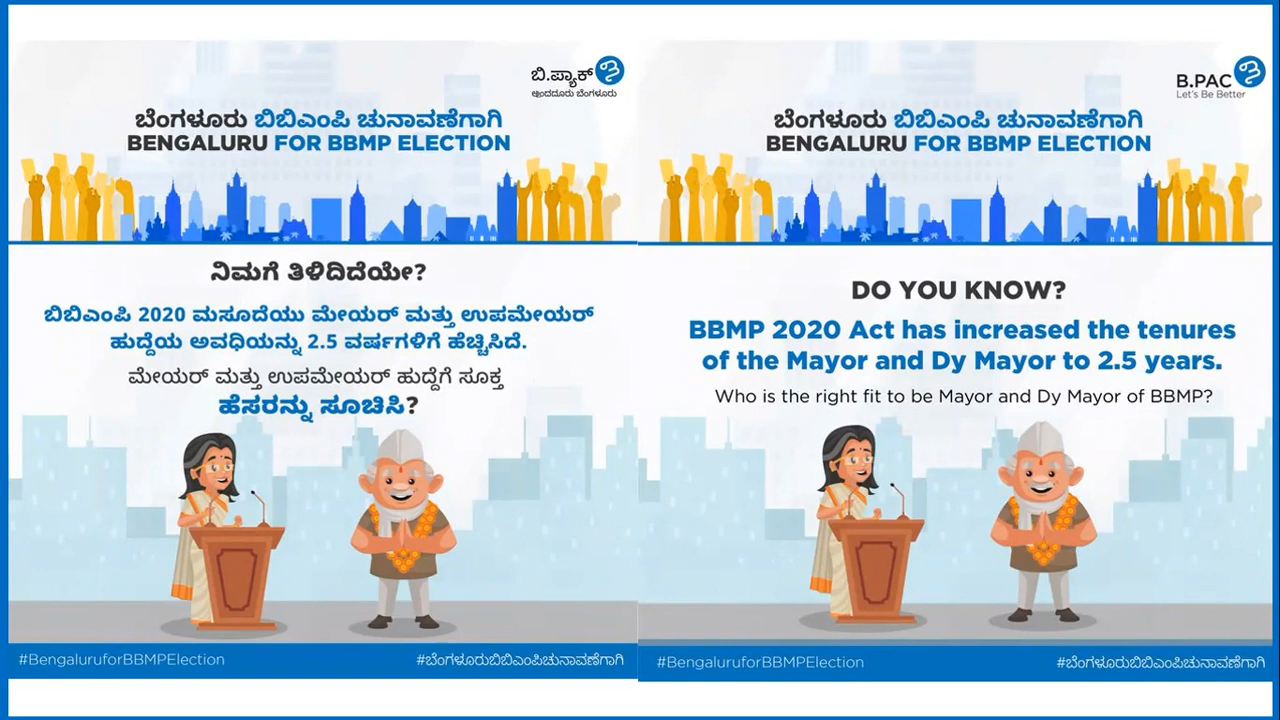 ಬಿ.ಪ್ಯಾಕ್
ಆಂದದೂರು ಬೆಂಗಳೂರು
ಬೆಂಗಳೂರು ಬಿಬಿಎಂಪಿ ಚುನಾವಣೆಗಾಗಿ
BENGALURU FOR BBMP ELECTION
ನಿಮಗೆ ತಿಳಿದಿದೆಯೇ?
ಬಿಬಿಎಂಪಿ 2020 ಮಸೂದೆಯು ಮೇಯರ್ ಮತ್ತು ಉಪಮೇಯರ್
ಹುದ್ದೆಯ ಅವಧಿಯನ್ನು 2.5 ವರ್ಷಗಳಿಗೆ ಹೆಚ್ಚಿಸಿದೆ.
ಮೇಯರ್ ಮತ್ತು ಉಪಮೇಯರ್ ಹುದ್ದೆಗೆ ಸೂಕ್ತ
ಹೆಸರನ್ನು ಸೂಚಿಸಿ?
#BengaluruforBBMPElection
#ಬೆಂಗಳೂರುಬಿಬಿಎಂಪಿಚುನಾವಣೆಗಾಗಿ
B.PAC
Let's Be Better
ಬೆಂಗಳೂರು ಬಿಬಿಎಂಪಿ ಚುನಾವಣೆಗಾಗಿ
BENGALURU FOR BBMP ELECTION
DO YOU KNOW?
BBMP 2020 Act has increased the tenures
of the Mayor and Dy Mayor to 2.5 years.
Who is the right fit to be Mayor and Dy Mayor of BBMP?
#BengaluruforBBMPElection
#ಬೆಂಗಳೂರುಬಿಬಿಎಂಪಿಚುನಾವಣೆಗಾಗಿ